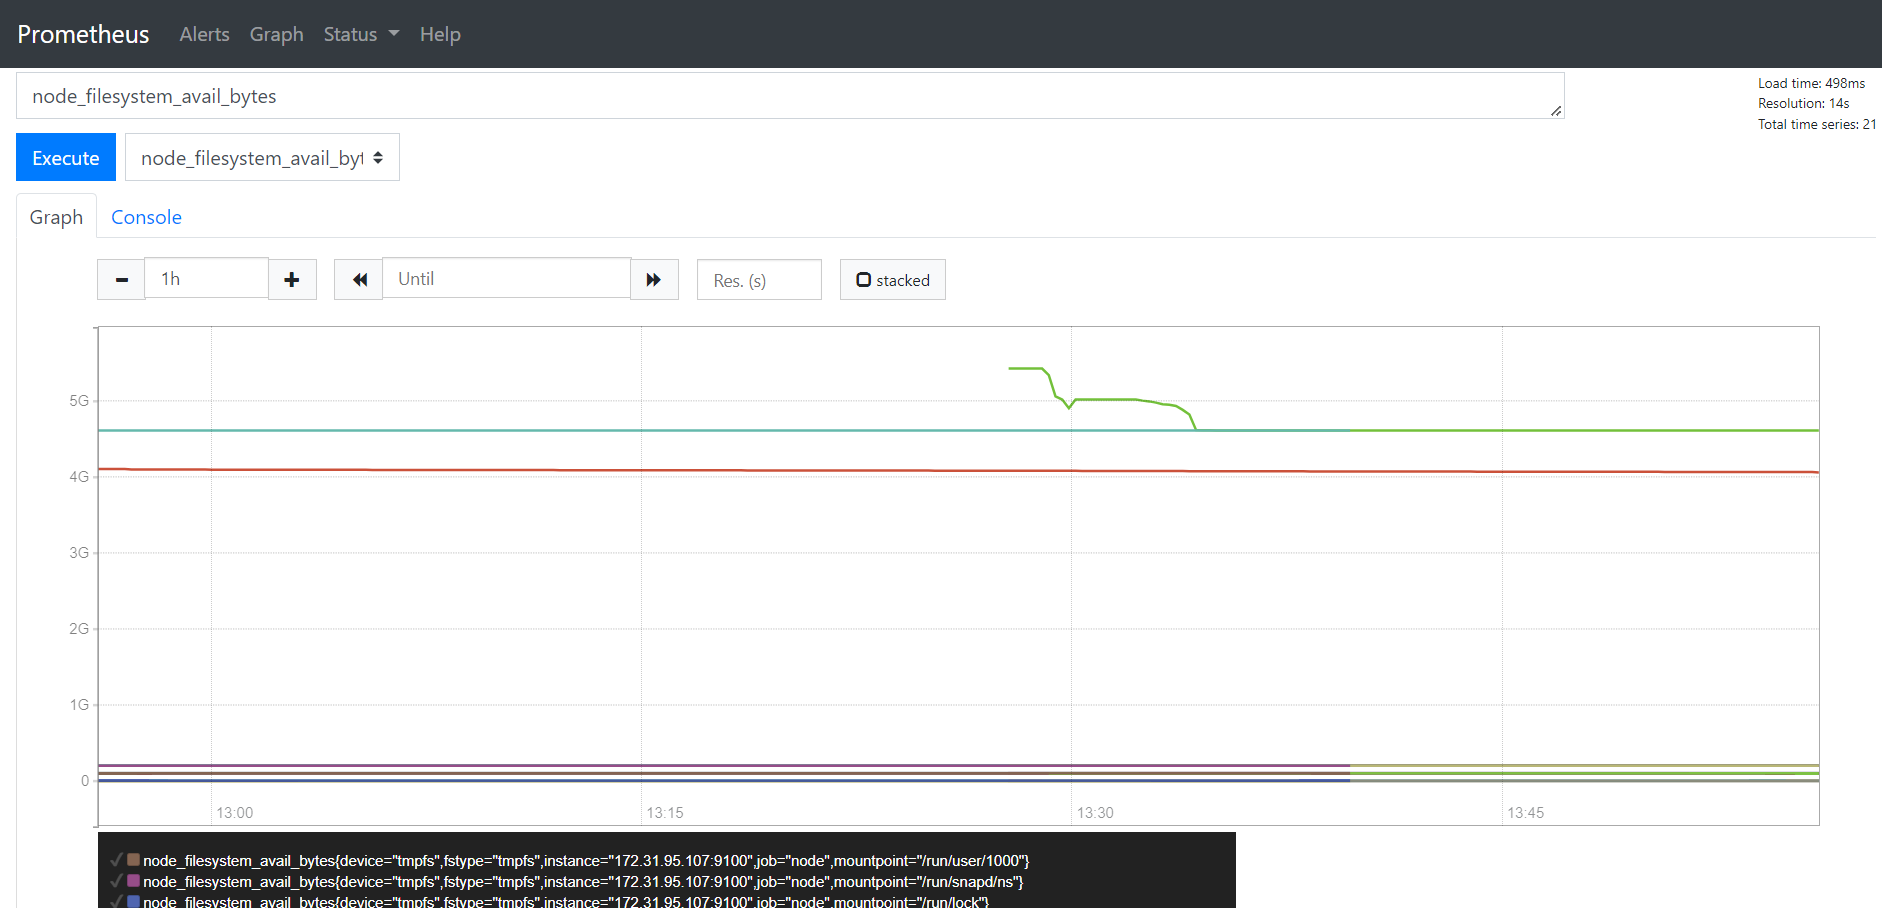 Prometheus Alerts Graph Status Help
node_filesystem_avail_bytes
Load time: 498ms
Resolution: 14s
Total time series: 21
Execute node_filesystem_avail_byt
Graph Console
1h Until Res. (s) stacked
5G
4G
3G
2G
1G
0
13:00 13:15 13:30 13:45
node_filesystem_avail_bytes{device="tmpfs",fstype="tmpfs",instance="172.31.95.107:9100",job="node",mountpoint="/run/user/1000"}
node_filesystem_avail_bytes{device="tmpfs",fstype="tmpfs",instance="172.31.95.107:9100",job="node",mountpoint="/run/snapd/ns"}
node_filesystem_avail_bytes{device="tmpfs",fstype="tmpfs",instance="172.31.95.107:9100",job="node",mountpoint="/run/lock"}